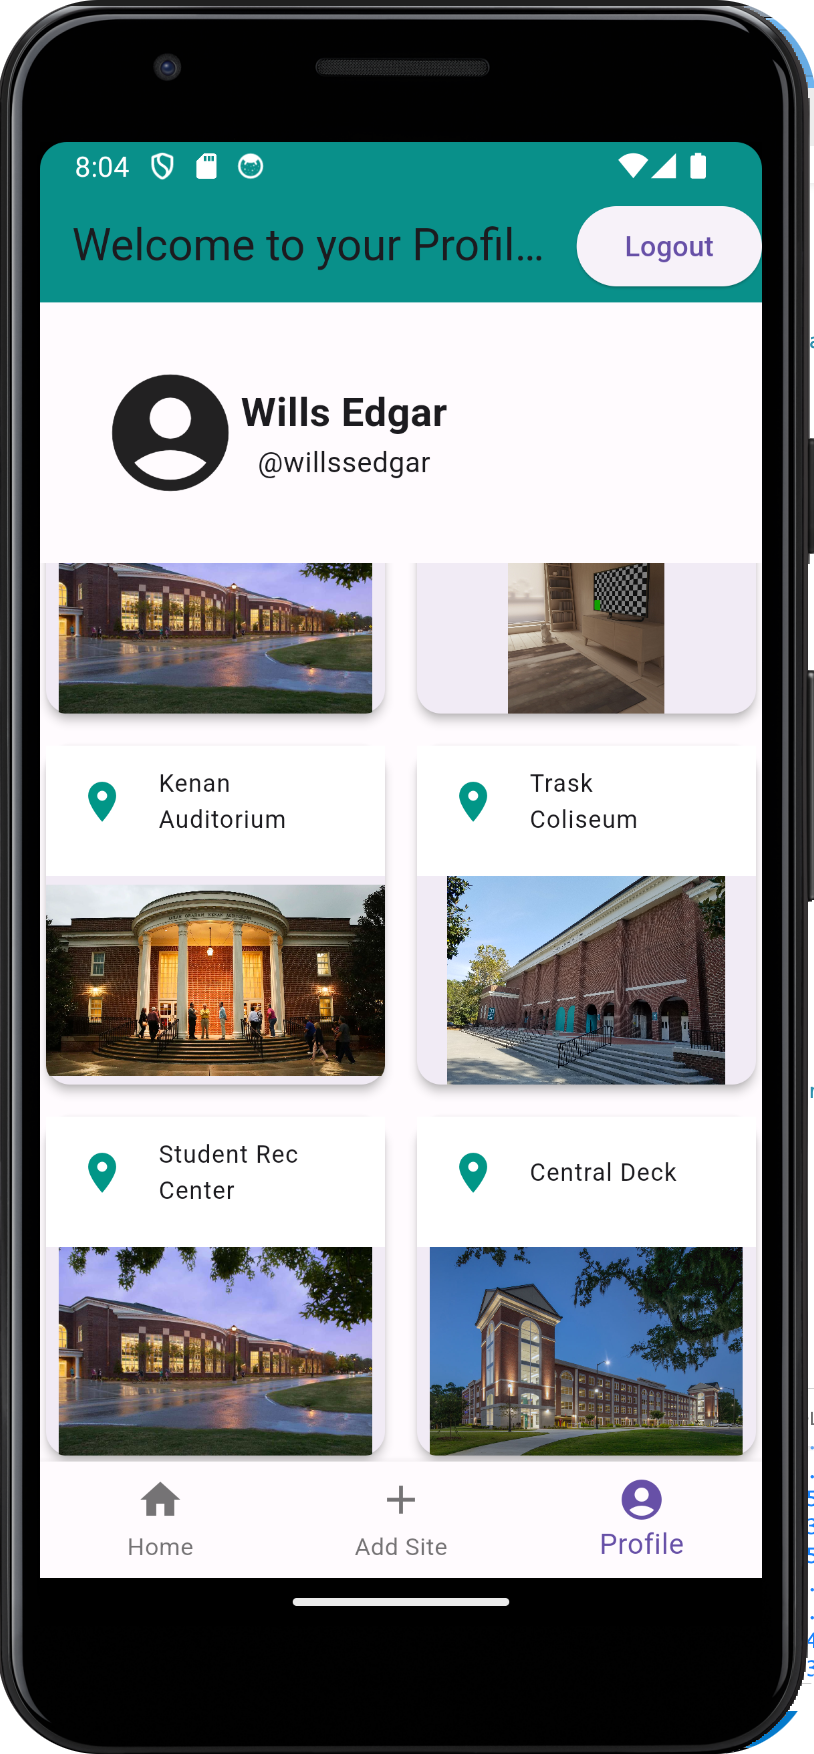 8:04
Welcome to your Profil...
Logout
Wills Edgar
@willssedgar
Kenan
Auditorium
Trask
Coliseum
Student Rec
Center
Central Deck
Home
Add Site
Profile